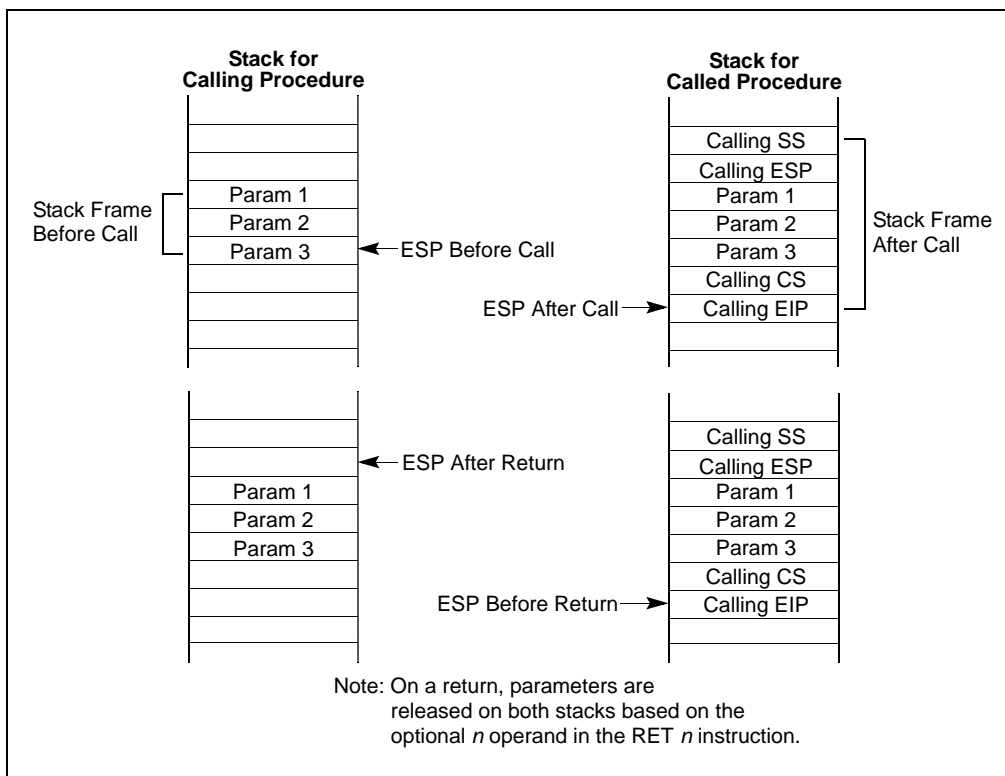 Stack for
Calling Procedure
Stack for
Called Procedure
Stack Frame
Before Call
Param 1
Param 2
Param 3
ESP Before Call
Calling SS
Calling ESP
Param 1
Param 2
Param 3
Calling CS
Calling EIP
ESP After Call
Stack Frame
After Call
ESP After Return
Param 1
Param 2
Param 3
Calling SS
Calling ESP
Param 1
Param 2
Param 3
Calling CS
Calling EIP
ESP Before Return
Note: On a return, parameters are
released on both stacks based on the
optional n operand in the RET n instruction.